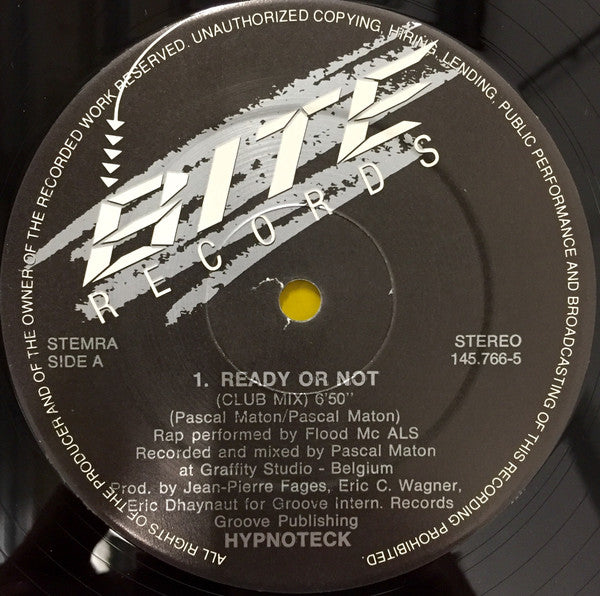 BITE
RECORDS
STEMRA
SIDE A
STEREO
145.766-5
1. READY OR NOT
(CLUB MIX) 6'50''
(Pascal Maton/Pascal Maton)
Rap performed by Flood Mc ALS
Recorded and mixed by Pascal Maton
at Graffity Studio - Belgium
Prod. by Jean-Pierre Fages, Eric C. Wagner,
Eric Dhaynaut for Groove intern. Records
Groove Publishing
HYPNOTECK
ALL RIGHTS OF THE PRODUCER AND OF THE OWNER OF THE RECORDED WORK RESERVED. UNAUTHORIZED COPYING, HIRING, LENDING, PUBLIC PERFORMANCE AND BROADCASTING OF THIS RECORDING PROHIBITED.